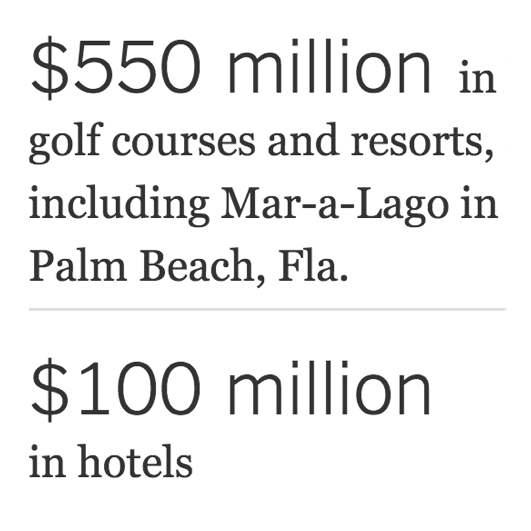 $550 million in
golf courses and resorts,
including Mar-a-Lago in
Palm Beach, Fla.
$100 million
in hotels